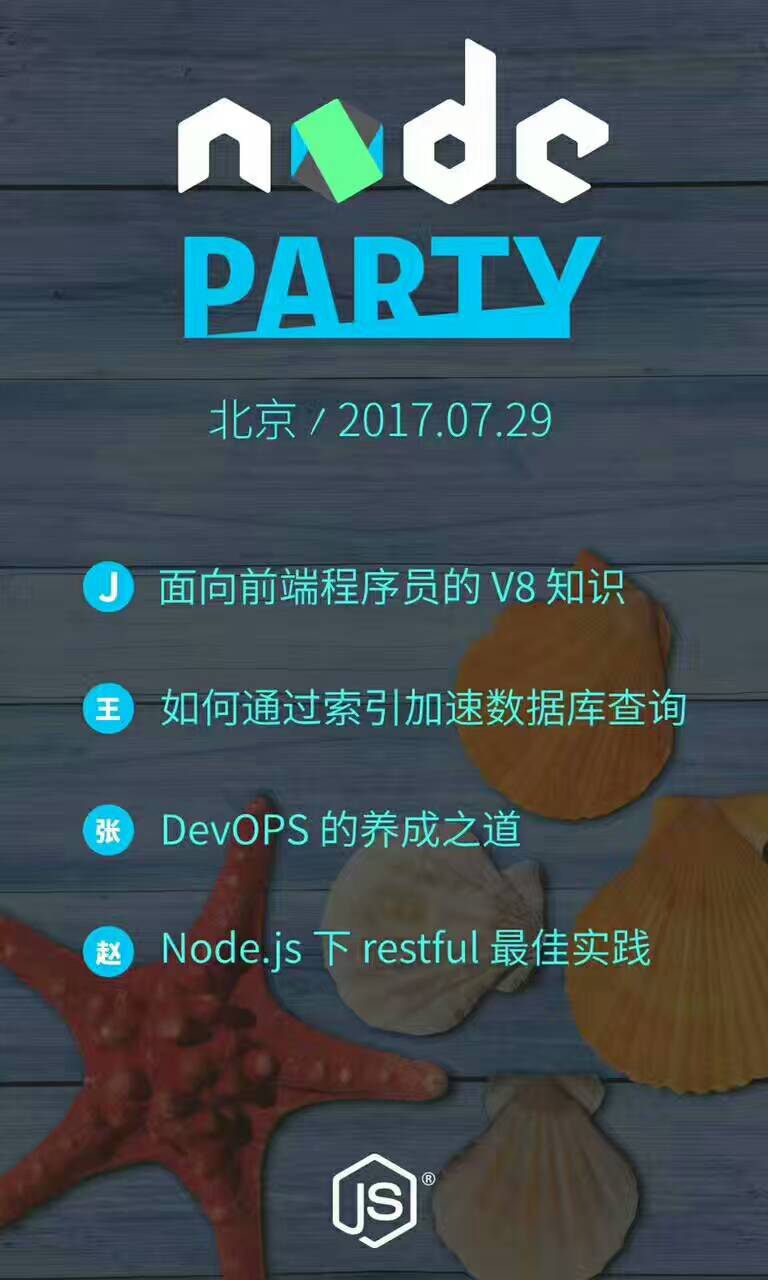 node
PARTY
北京 / 2017.07.29
J 面向前端程序员的 V8 知识
王 如何通过索引加速数据库查询
张 DevOPS 的养成之道
赵 Node.js 下 restful 最佳实践
JS®